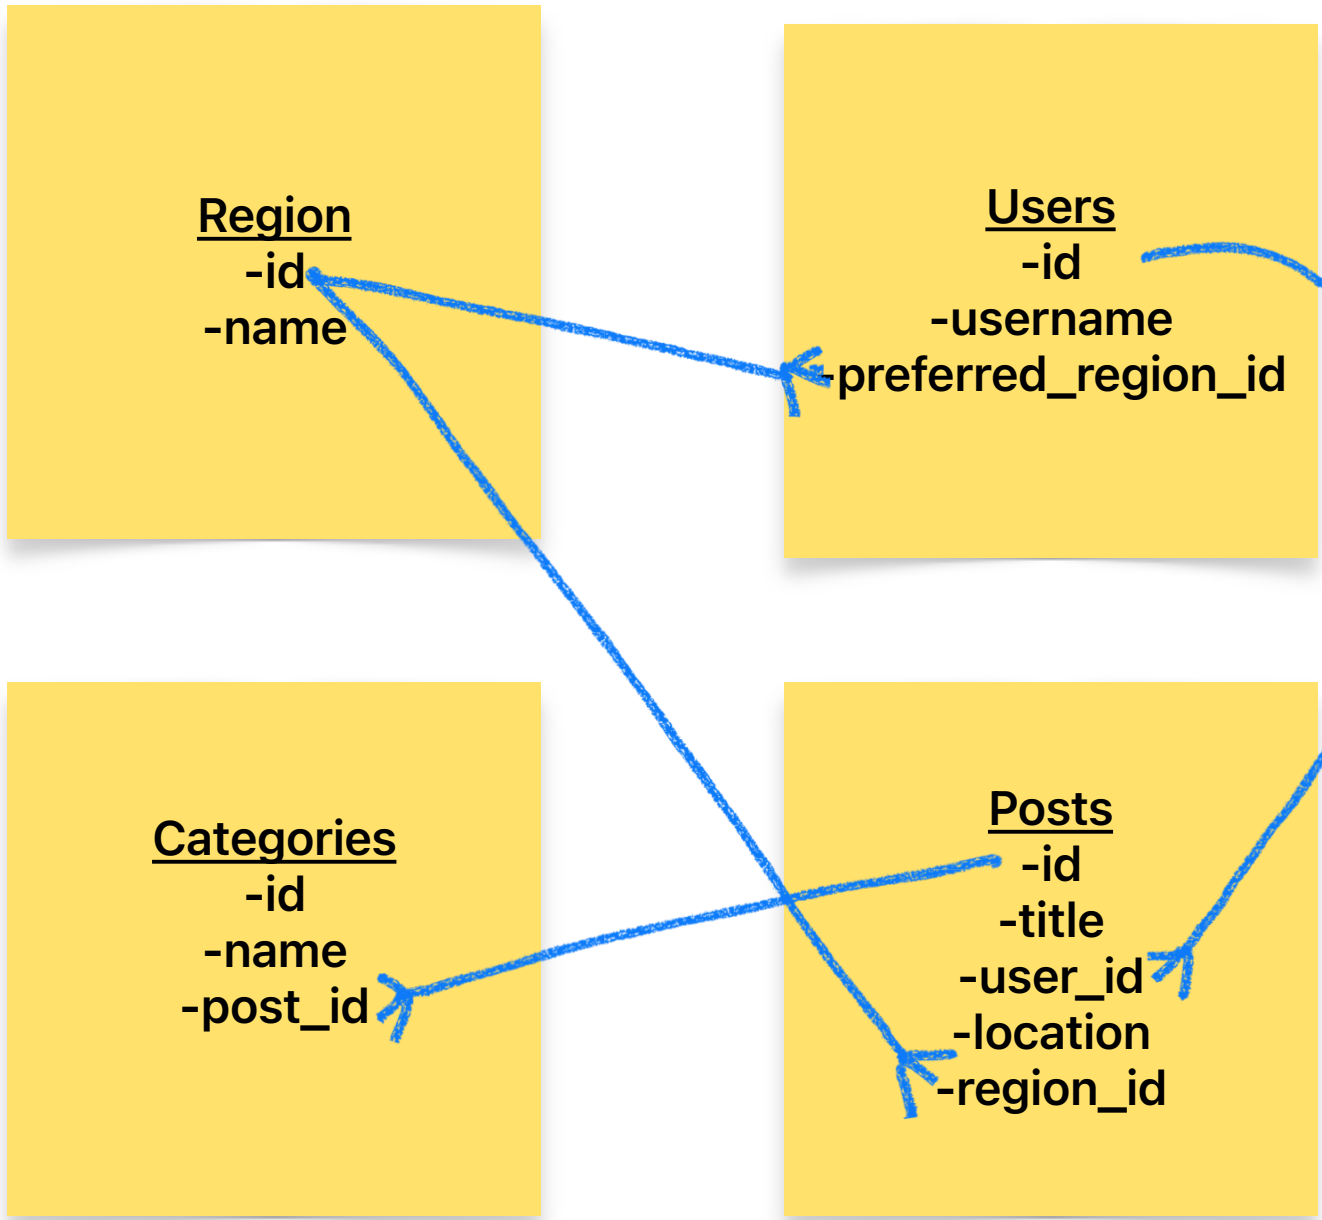 Region
-id
-name
Users
-id
-username
-preferred_region_id
Categories
-id
-name
-post_id
Posts
-id
-title
-user_id
-location
-region_id